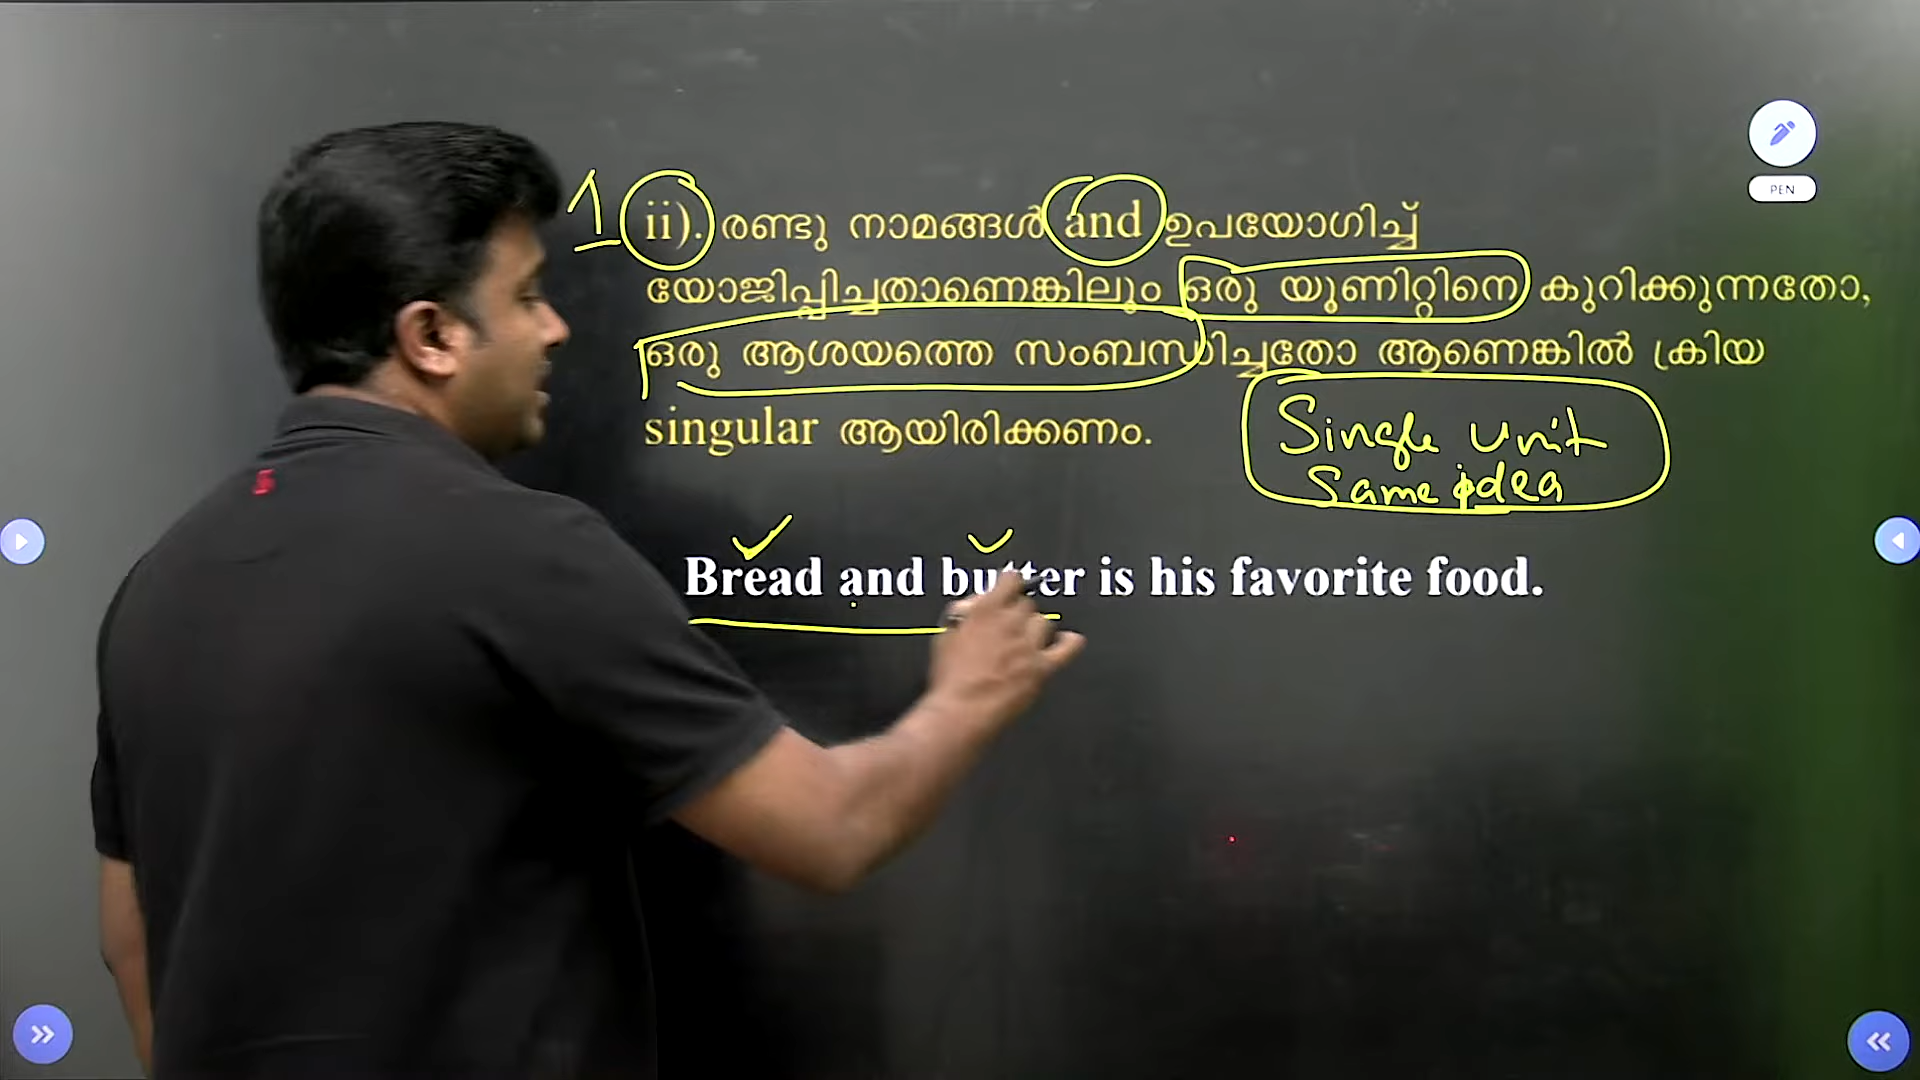 PEN
1 ii). രണ്ടു നാമങ്ങൾ and ഉപയോഗിച്ച്
യോജിപ്പിച്ചതാണെങ്കിലും ഒരു യൂണിറ്റിനെ കുറിക്കുന്നതോ,
ഒരു ആശയത്തെ സംബന്ധിച്ചതോ ആണെങ്കിൽ ക്രിയ
singular ആയിരിക്കണം.
Single unit
Same idea
Bread and butter is his favorite food.